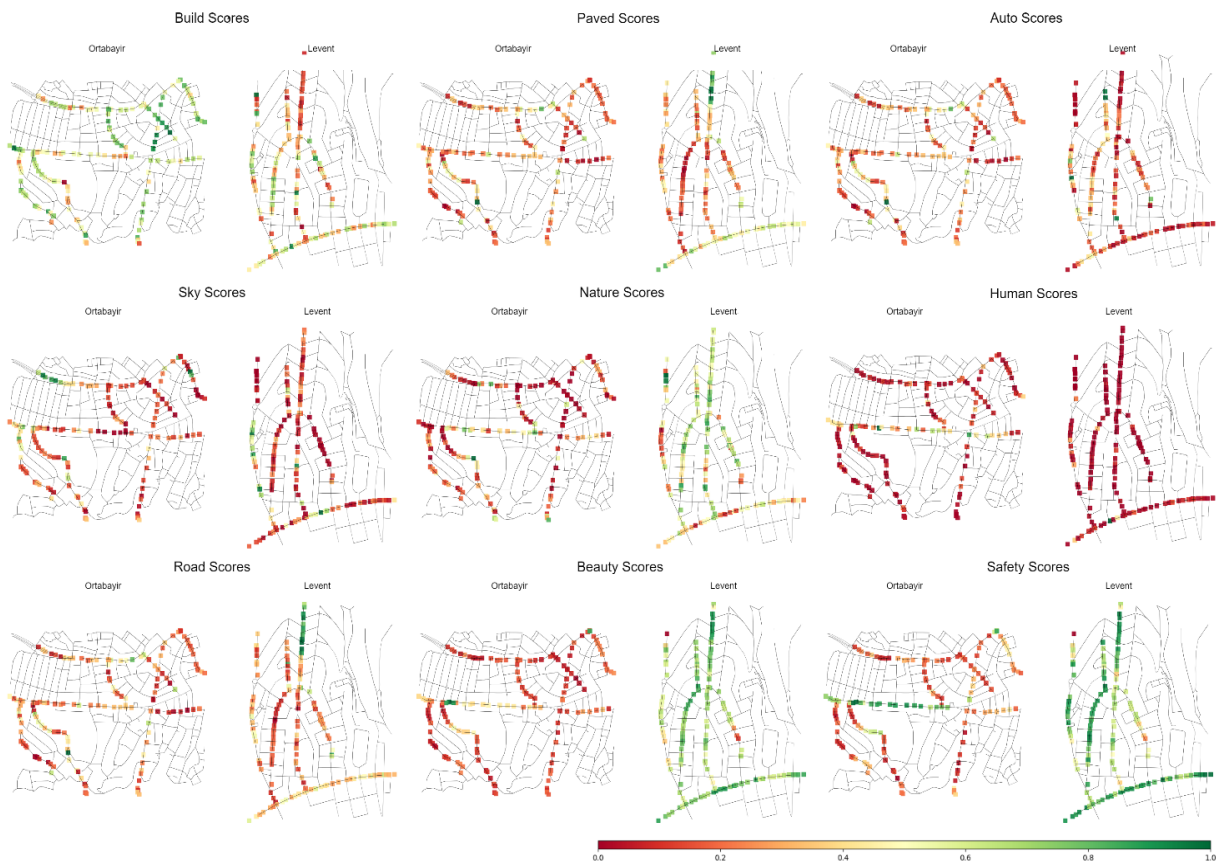 Build Scores
Paved Scores
Auto Scores
Ortabayir
Levent
Ortabayir
Levent
Ortabayir
Levent
Sky Scores
Nature Scores
Human Scores
Ortabayir
Levent
Ortabayir
Levent
Ortabayir
Levent
Road Scores
Beauty Scores
Safety Scores
Ortabayir
Levent
Ortabayir
Levent
Ortabayir
Levent
0.0 0.2 0.4 0.6 0.8 1.0